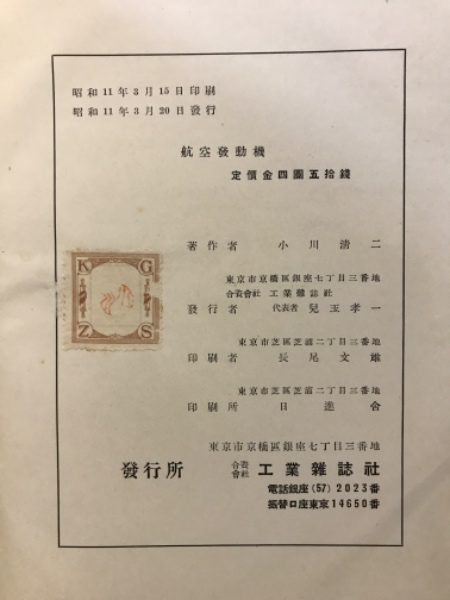 昭和11年3月15日印刷
昭和11年3月20日發行
航空發動機
定價金四圓五拾錢
著作者 小川清二
東京市京橋區銀座七丁目三番地
合資會社 工業雜誌社
發行者 代表者 兒玉孝一
東京市芝區芝浦二丁目三番地
印刷者 長尾文雄
東京市芝區芝浦二丁目三番地
印刷所 日進舍
東京市京橋區銀座七丁目三番地
發行所 合資會社 工業雜誌社
電話銀座(57)2023番
振替口座東京14650番
K G
Z S